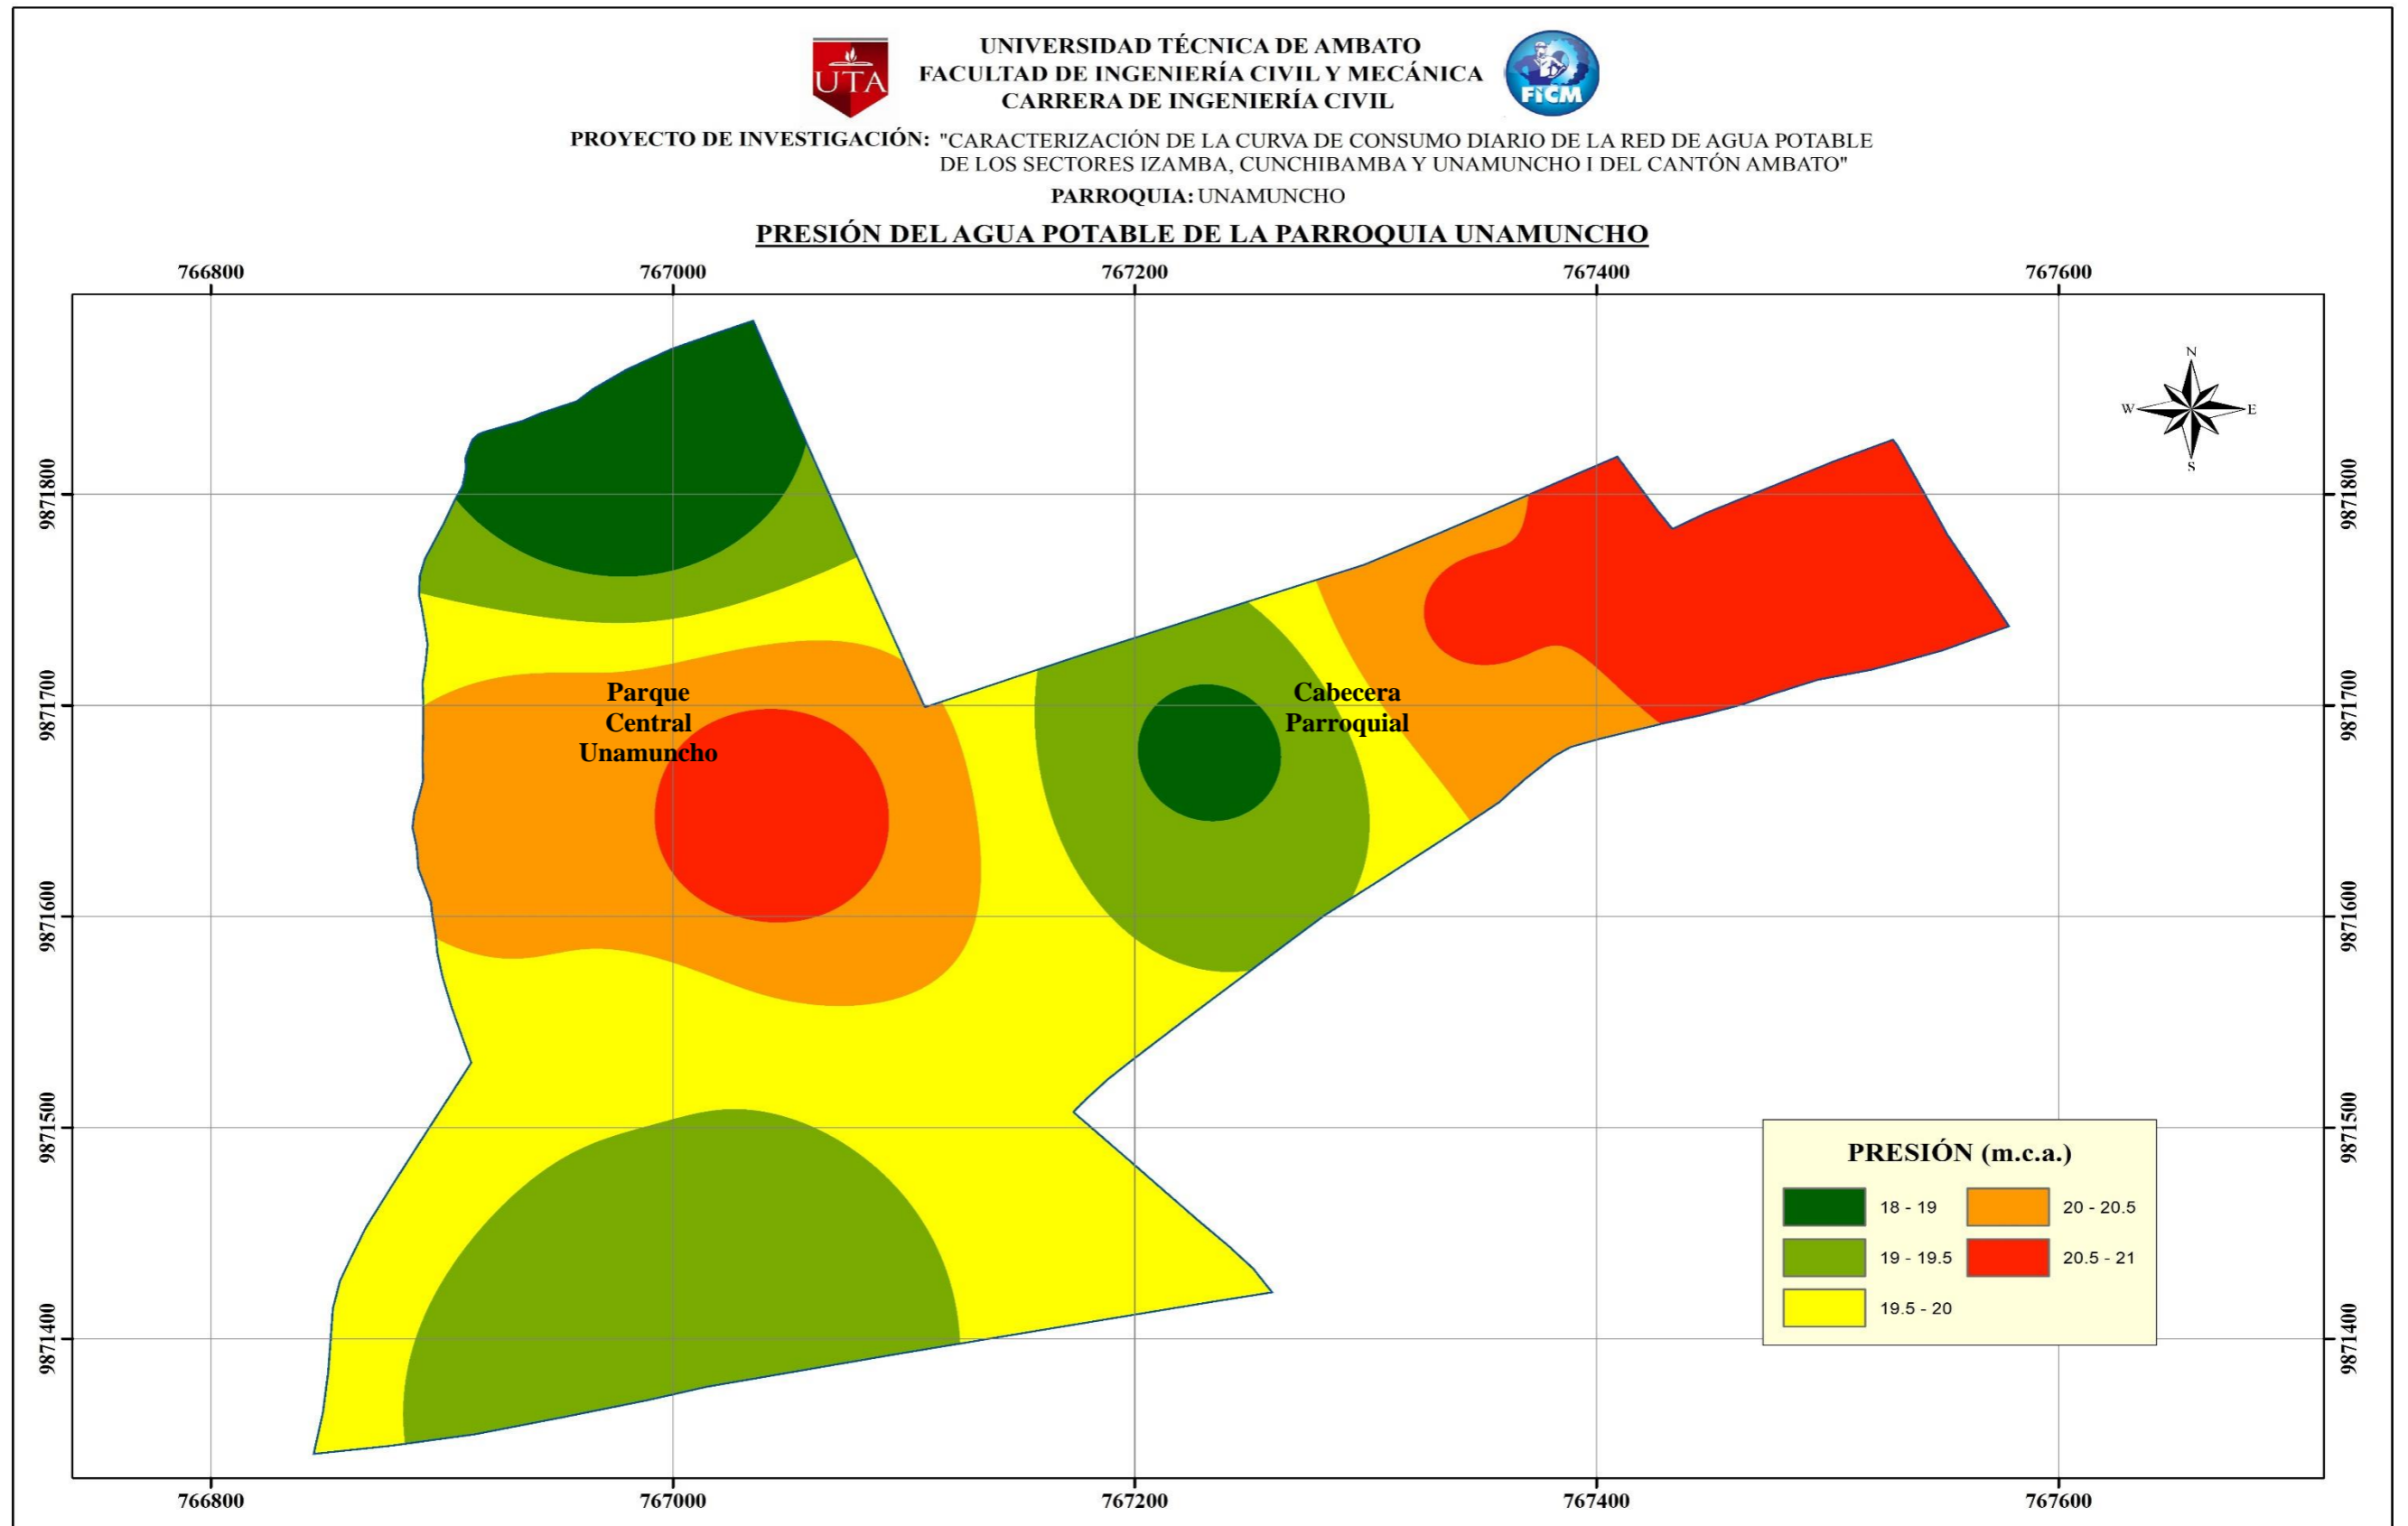 UTA
UNIVERSIDAD TÉCNICA DE AMBATO
FACULTAD DE INGENIERÍA CIVIL Y MECÁNICA
CARRERA DE INGENIERÍA CIVIL
FiCM
PROYECTO DE INVESTIGACIÓN: "CARACTERIZACIÓN DE LA CURVA DE CONSUMO DIARIO DE LA RED DE AGUA POTABLE
DE LOS SECTORES IZAMBA, CUNCHIBAMBA Y UNAMUNCHO I DEL CANTÓN AMBATO"
PARROQUIA: UNAMUNCHO
PRESIÓN DEL AGUA POTABLE DE LA PARROQUIA UNAMUNCHO
766800 767000 767200 767400 767600
N
W E
S
9871800 9871800
Parque
Central
Unamuncho
Cabecera
Parroquial
9871700 9871700
9871600 9871600
9871500 9871500
PRESIÓN (m.c.a.)
18 - 19 20 - 20.5
19 - 19.5 20.5 - 21
19.5 - 20
9871400 9871400
766800 767000 767200 767400 767600